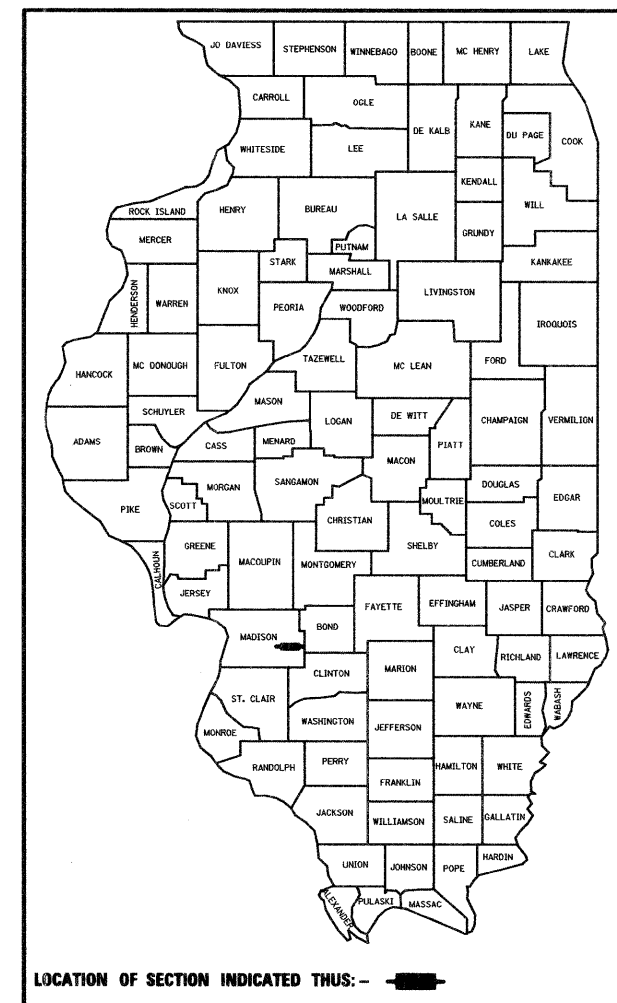 JO DAVIESS STEPHENSON WINNEBAGO BOONE MC HENRY LAKE
CARROLL OGLE DE KALB KANE DU PAGE COOK
WHITESIDE LEE
KENDALL
ROCK ISLAND HENRY BUREAU LA SALLE WILL
MERCER PUTNAM GRUNDY
STARK MARSHALL KANKAKEE
HENDERSON WARREN KNOX PEORIA WOODFORD LIVINGSTON IROQUOIS
HANCOCK MC DONOUGH FULTON TAZEWELL MC LEAN FORD
SCHUYLER MASON LOGAN DE WITT CHAMPAIGN VERMILION
ADAMS BROWN CASS MENARD MACON PIATT
PIKE SCOTT MORGAN SANGAMON CHRISTIAN MOULTRIE DOUGLAS EDGAR
COLES
CALHOUN GREENE MACOUPIN MONTGOMERY SHELBY CUMBERLAND CLARK
JERSEY FAYETTE EFFINGHAM JASPER CRAWFORD
MADISON BOND CLAY RICHLAND LAWRENCE
CLINTON MARION
ST. CLAIR WAYNE EDWARDS WABASH
MONROE WASHINGTON JEFFERSON
RANDOLPH PERRY HAMILTON WHITE
FRANKLIN
JACKSON WILLIAMSON SALINE GALLATIN
UNION JOHNSON POPE HARDIN
ALEXANDER PULASKI MASSAC
LOCATION OF SECTION INDICATED THUS: -